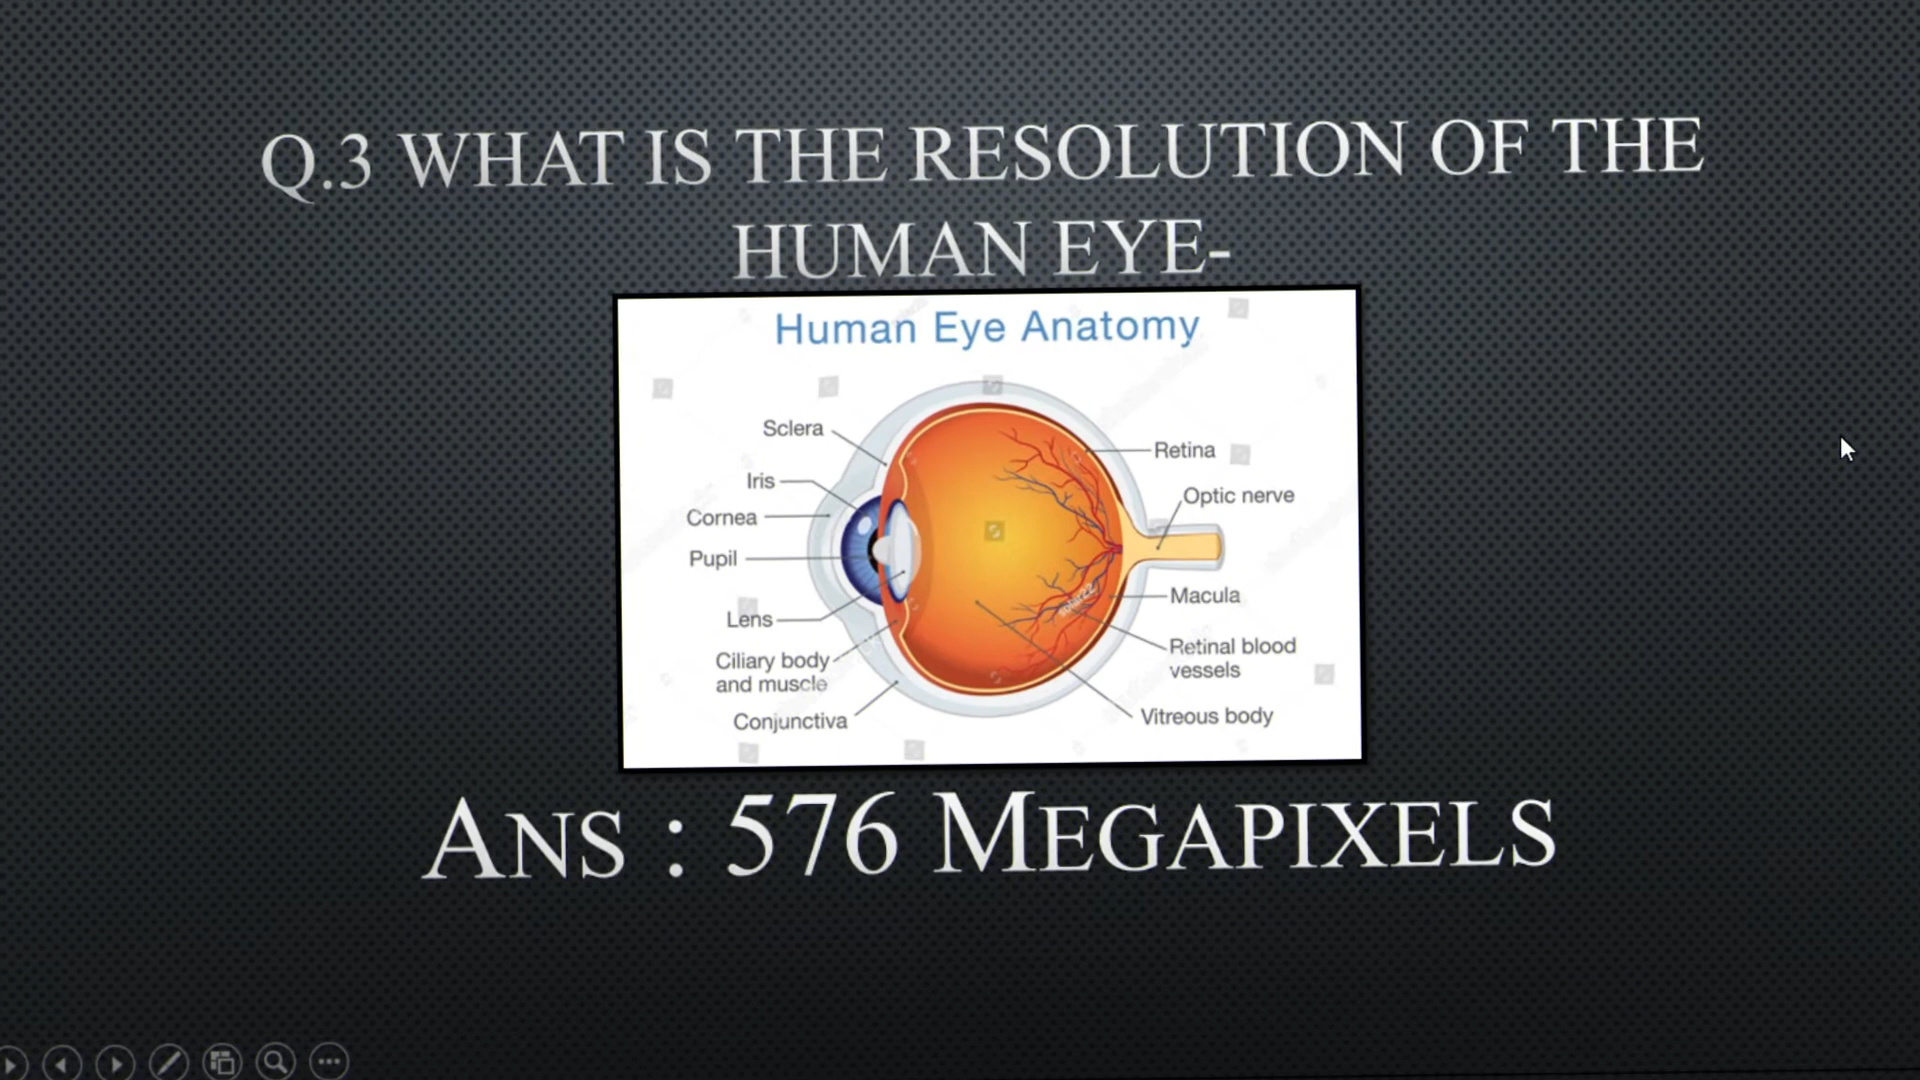 Q.3 WHAT IS THE RESOLUTION OF THE
HUMAN EYE-
Human Eye Anatomy
Sclera
Iris
Cornea
Pupil
Lens
Ciliary body
and muscle
Conjunctiva
Retina
Optic nerve
Macula
Retinal blood
vessels
Vitreous body
ANS : 576 MEGAPIXELS